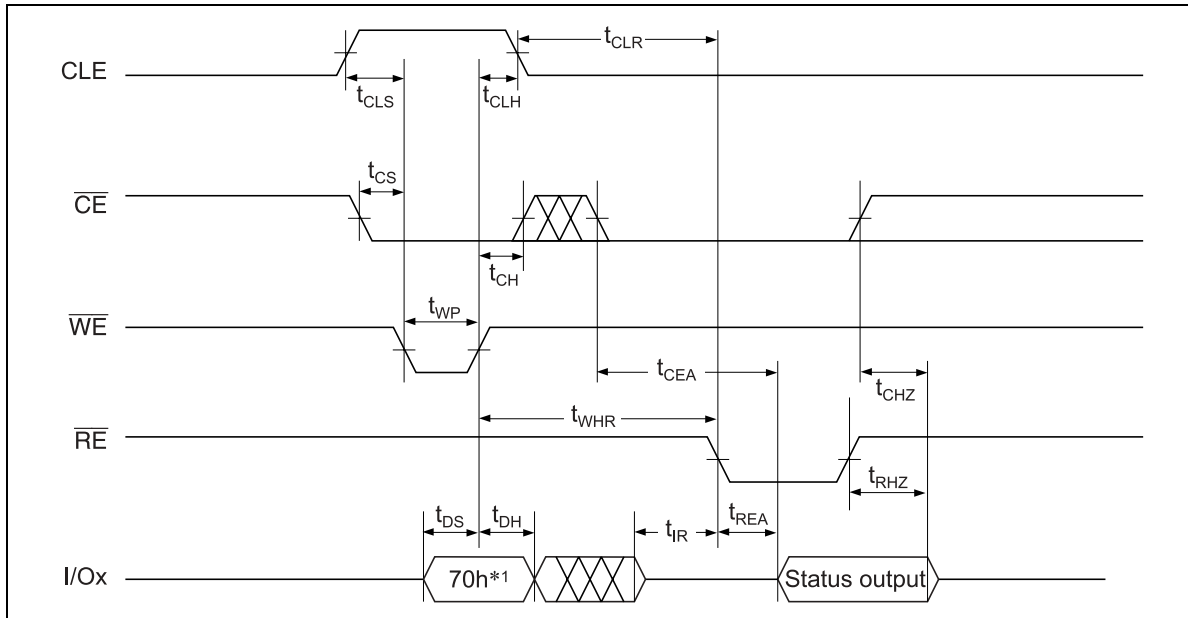 CLE
tCLR
tCLS
tCLH
CE
tCS
tCH
WE
tWP
tCEA
tCHZ
RE
tWHR
tRHZ
tDS
tDH
tIR
tREA
I/Ox
70h*1
Status output